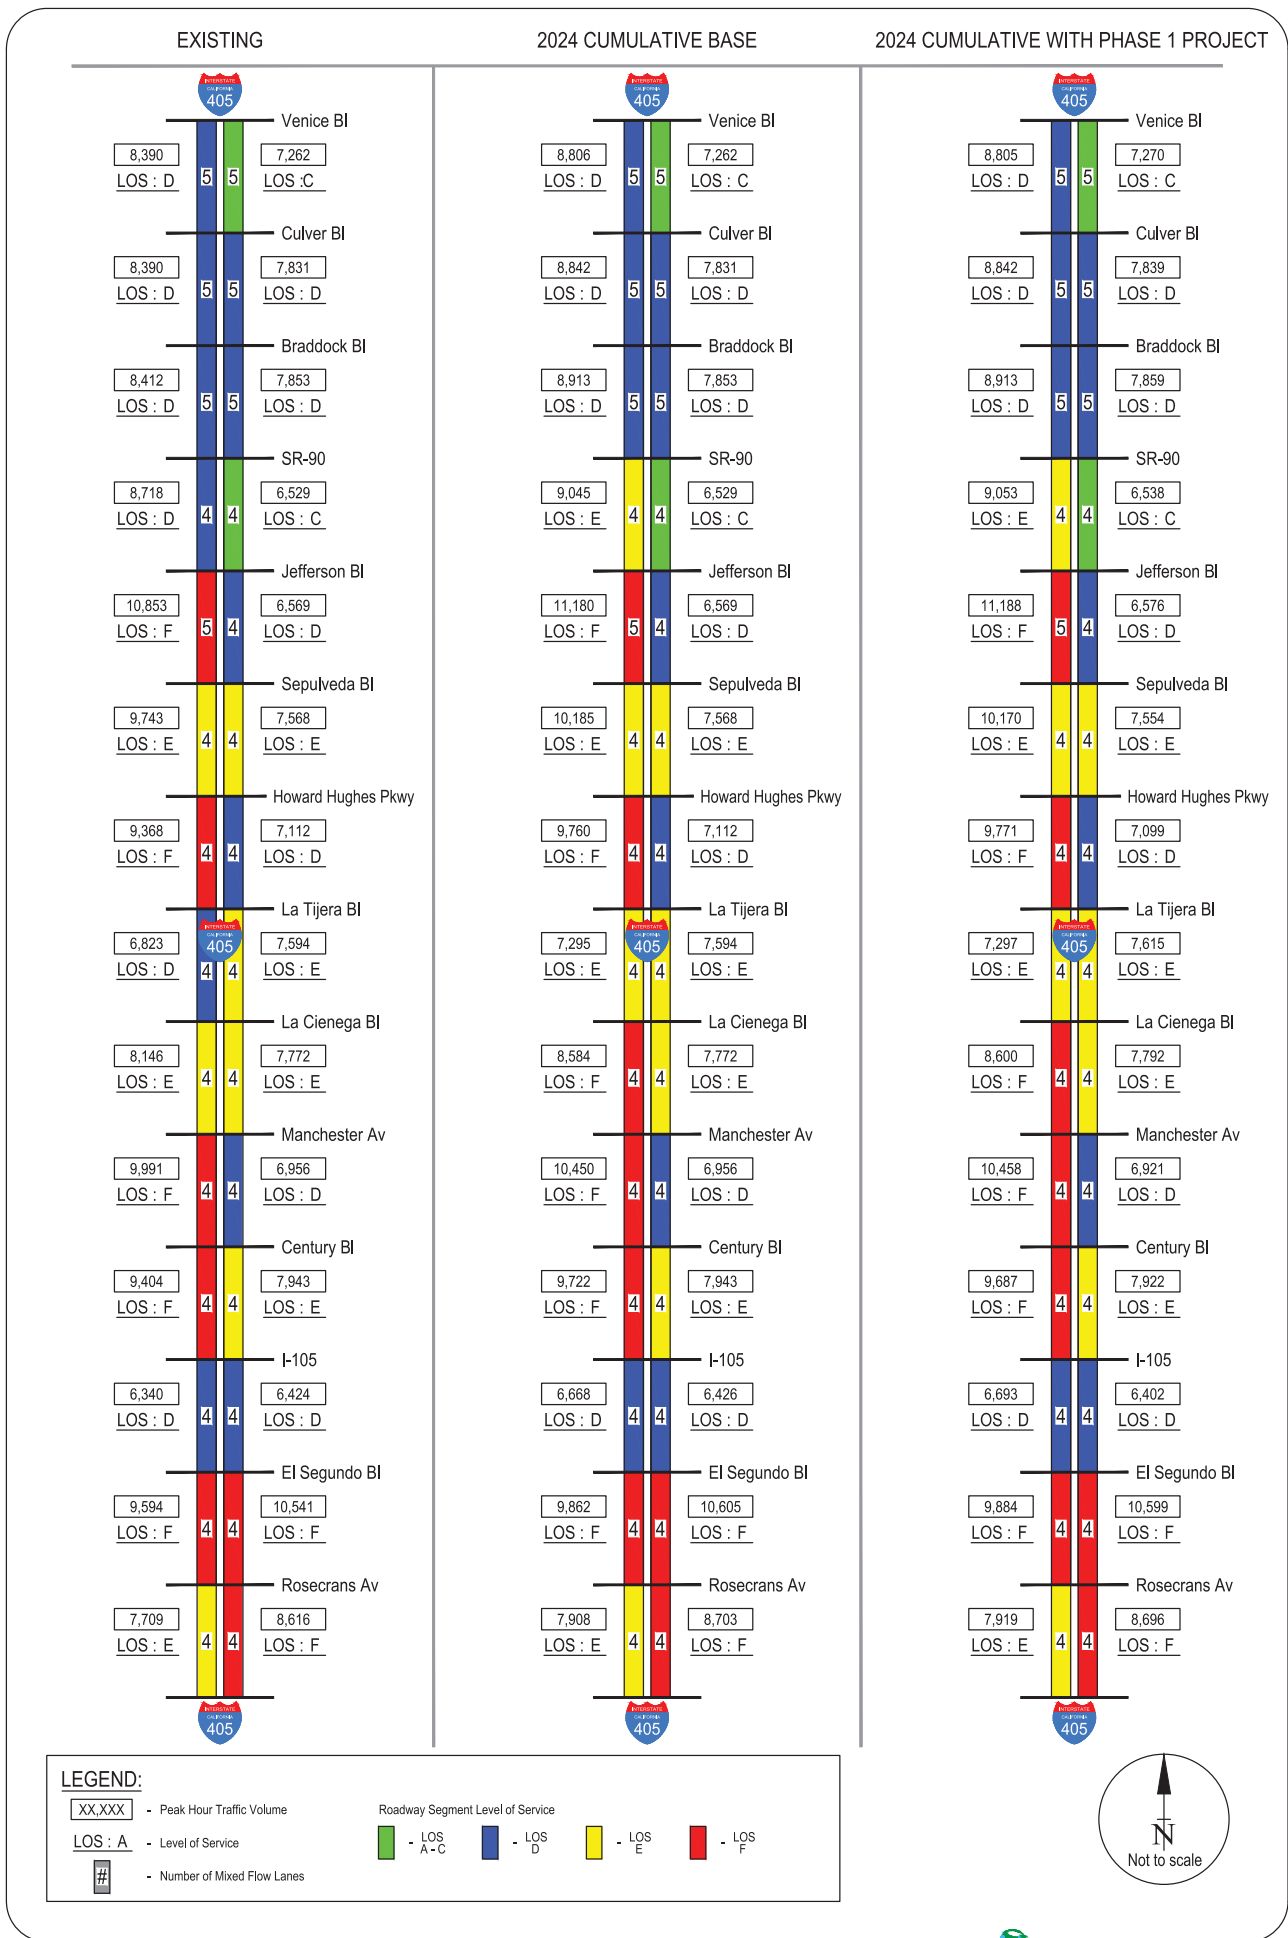 EXISTING
2024 CUMULATIVE BASE
2024 CUMULATIVE WITH PHASE 1 PROJECT
INTERSTATE CALIFORNIA 405
INTERSTATE CALIFORNIA 405
INTERSTATE CALIFORNIA 405
Venice Bl Venice Bl Venice Bl
8,390 7,262 8,806 7,262 8,805 7,270
LOS : D 5 5 LOS :C LOS : D 5 5 LOS : C LOS : D 5 5 LOS : C
Culver Bl Culver Bl Culver Bl
8,390 7,831 8,842 7,831 8,842 7,839
LOS : D 5 5 LOS : D LOS : D 5 5 LOS : D LOS : D 5 5 LOS : D
Braddock Bl Braddock Bl Braddock Bl
8,412 7,853 8,913 7,853 8,913 7,859
LOS : D 5 5 LOS : D LOS : D 5 5 LOS : D LOS : D 5 5 LOS : D
SR-90 SR-90 SR-90
8,718 6,529 9,045 6,529 9,053 6,538
LOS : D 4 4 LOS : C LOS : E 4 4 LOS : C LOS : E 4 4 LOS : C
Jefferson Bl Jefferson Bl Jefferson Bl
10,853 6,569 11,180 6,569 11,188 6,576
LOS : F 5 4 LOS : D LOS : F 5 4 LOS : D LOS : F 5 4 LOS : D
Sepulveda Bl Sepulveda Bl Sepulveda Bl
9,743 7,568 10,185 7,568 10,170 7,554
LOS : E 4 4 LOS : E LOS : E 4 4 LOS : E LOS : E 4 4 LOS : E
Howard Hughes Pkwy Howard Hughes Pkwy Howard Hughes Pkwy
9,368 7,112 9,760 7,112 9,771 7,099
LOS : F 4 4 LOS : D LOS : F 4 4 LOS : D LOS : F 4 4 LOS : D
La Tijera Bl La Tijera Bl La Tijera Bl
INTERSTATE CALIFORNIA 405
INTERSTATE CALIFORNIA 405
INTERSTATE CALIFORNIA 405
6,823 7,594 7,295 7,594 7,297 7,615
LOS : D 4 4 LOS : E LOS : E 4 4 LOS : E LOS : E 4 4 LOS : E
La Cienega Bl La Cienega Bl La Cienega Bl
8,146 7,772 8,584 7,772 8,600 7,792
LOS : E 4 4 LOS : E LOS : F 4 4 LOS : E LOS : F 4 4 LOS : E
Manchester Av Manchester Av Manchester Av
9,991 6,956 10,450 6,956 10,458 6,921
LOS : F 4 4 LOS : D LOS : F 4 4 LOS : D LOS : F 4 4 LOS : D
Century Bl Century Bl Century Bl
9,404 7,943 9,722 7,943 9,687 7,922
LOS : F 4 4 LOS : E LOS : F 4 4 LOS : E LOS : F 4 4 LOS : E
I-105 I-105 I-105
6,340 6,424 6,668 6,426 6,693 6,402
LOS : D 4 4 LOS : D LOS : D 4 4 LOS : D LOS : D 4 4 LOS : D
El Segundo Bl El Segundo Bl El Segundo Bl
9,594 10,541 9,862 10,605 9,884 10,599
LOS : F 4 4 LOS : F LOS : F 4 4 LOS : F LOS : F 4 4 LOS : F
Rosecrans Av Rosecrans Av Rosecrans Av
7,709 8,616 7,908 8,703 7,919 8,696
LOS : E 4 4 LOS : F LOS : E 4 4 LOS : F LOS : E 4 4 LOS : F
INTERSTATE CALIFORNIA 405
INTERSTATE CALIFORNIA 405
INTERSTATE CALIFORNIA 405
LEGEND:
XX,XXX - Peak Hour Traffic Volume
LOS : A - Level of Service
# - Number of Mixed Flow Lanes
Roadway Segment Level of Service
- LOS A - C
- LOS D
- LOS E
- LOS F
N
Not to scale